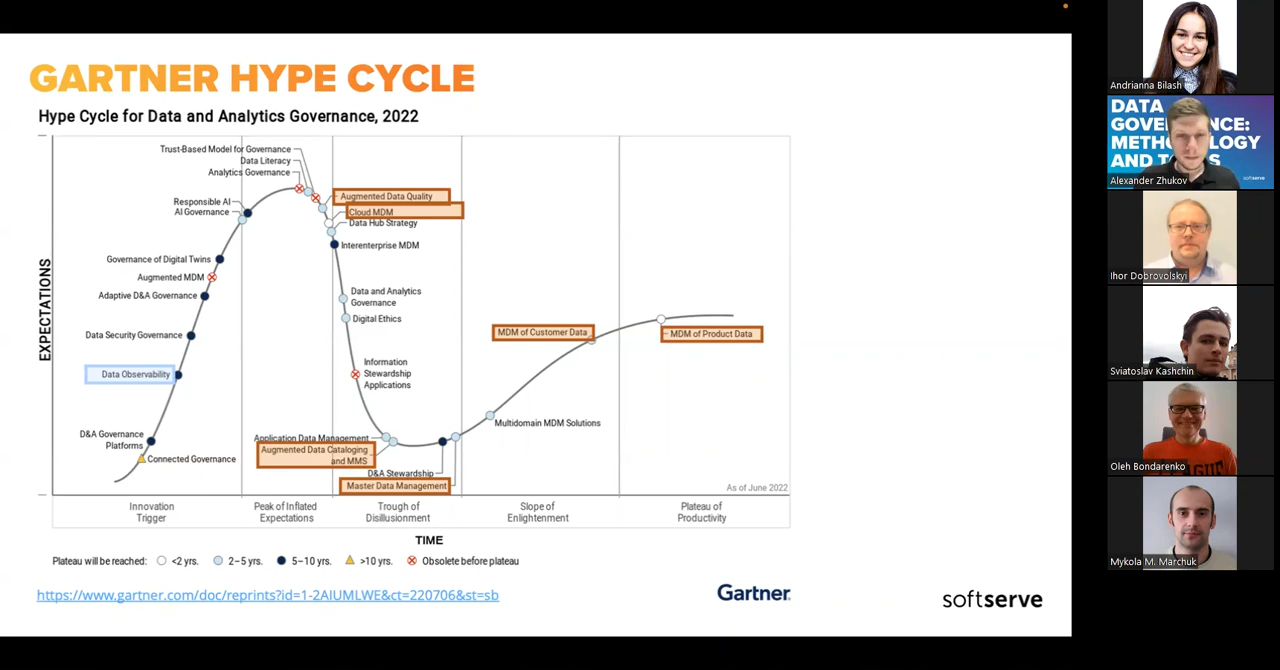 GARTNER HYPE CYCLE
Hype Cycle for Data and Analytics Governance, 2022
EXPECTATIONS
Trust-Based Model for Governance
Data Literacy
Analytics Governance
Responsible AI
AI Governance
Governance of Digital Twins
Augmented MDM
Adaptive D&A Governance
Data Security Governance
Data Observability
D&A Governance
Platforms
Connected Governance
Augmented Data Quality
Cloud MDM
Data Hub Strategy
Interenterprise MDM
Data and Analytics
Governance
Digital Ethics
Information
Stewardship
Applications
Application Data Management
Augmented Data Cataloging
and MMS
D&A Stewardship
Master Data Management
Multidomain MDM Solutions
MDM of Customer Data
MDM of Product Data
As of June 2022
Innovation
Trigger
Peak of Inflated
Expectations
Trough of
Disillusionment
Slope of
Enlightenment
Plateau of
Productivity
TIME
Plateau will be reached: <2 yrs. 2–5 yrs. 5–10 yrs. >10 yrs. Obsolete before plateau
https://www.gartner.com/doc/reprints?id=1-2AIUMLWE&ct=220706&st=sb
Gartner
softserve
Andrianna Bilash
DATA
METH
AND
softserve
Alexander Zhukov
Ihor Dobrovolskyi
Sviatoslav Kashchin
Oleh Bondarenko
Mykola M. Marchuk